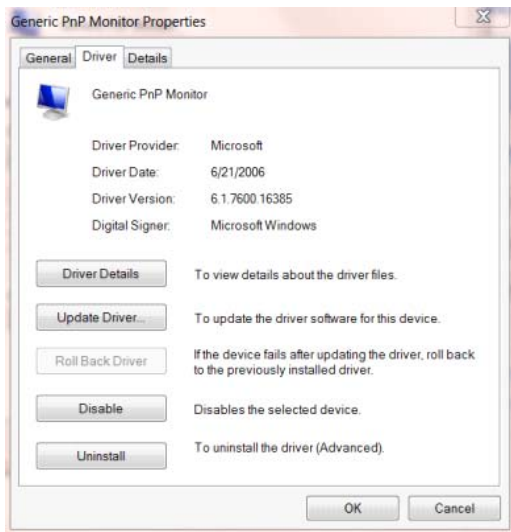 Generic PnP Monitor Properties
General Driver Details
Generic PnP Monitor
Driver Provider: Microsoft
Driver Date: 6/21/2006
Driver Version: 6.1.7600.16385
Digital Signer: Microsoft Windows
Driver Details To view details about the driver files.
Update Driver... To update the driver software for this device.
Roll Back Driver If the device fails after updating the driver, roll back
to the previously installed driver.
Disable Disables the selected device.
Uninstall To uninstall the driver (Advanced).
OK Cancel